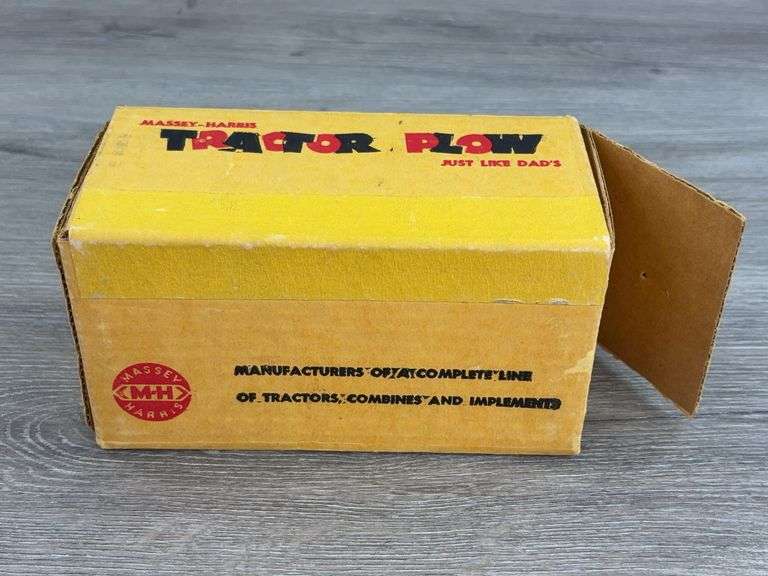 MASSEY-HARRIS
TRACTOR PLOW
JUST LIKE DAD'S
MASSEY
M-H
HARRIS
MANUFACTURERS OF A COMPLETE LINE
OF TRACTORS, COMBINES AND IMPLEMENTS